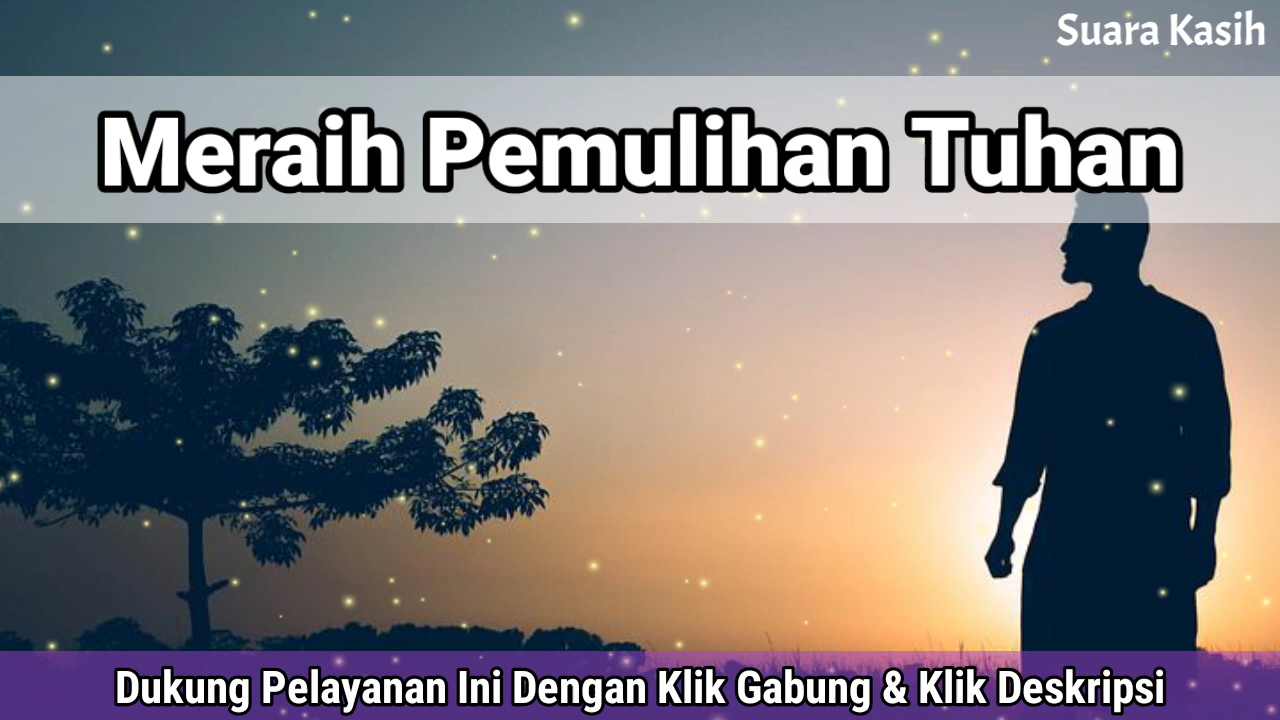 Suara Kasih
Meraih Pemulihan Tuhan
Dukung Pelayanan Ini Dengan Klik Gabung & Klik Deskripsi